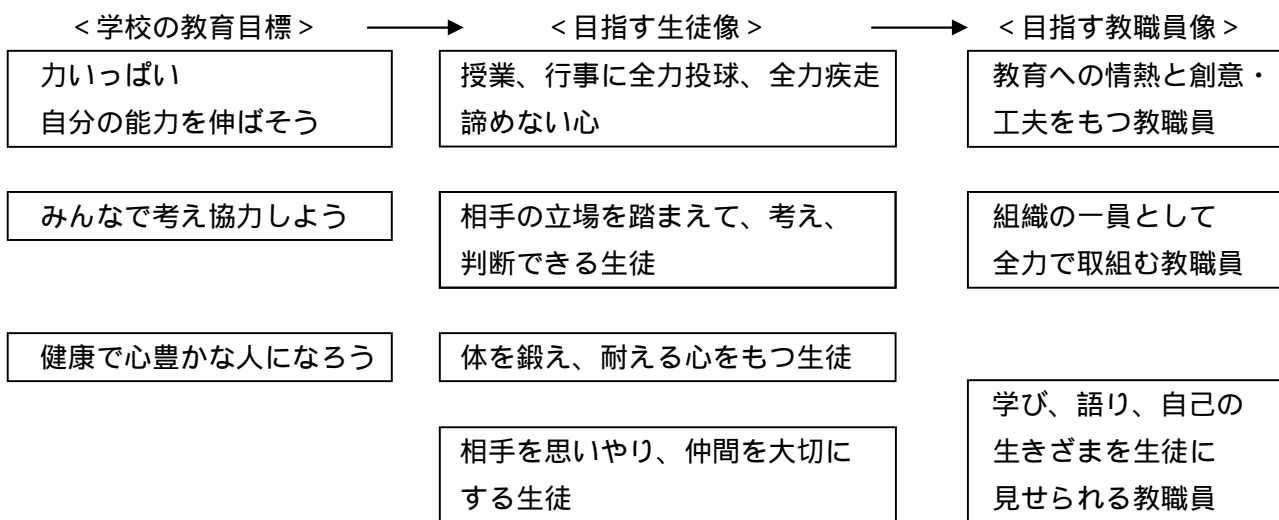 <学校の教育目標>
<目指す生徒像>
<目指す教職員像>
力いっぱい
自分の能力を伸ばそう
授業、行事に全力投球、全力疾走
諦めない心
教育への情熱と創意・
工夫をもつ教職員
みんなで考え協力しよう
相手の立場を踏まえて、考え、
判断できる生徒
組織の一員として
全力で取組む教職員
健康で心豊かな人になろう
体を鍛え、耐える心をもつ生徒
相手を思いやり、仲間を大切に
する生徒
学び、語り、自己の
生きざまを生徒に
見せられる教職員